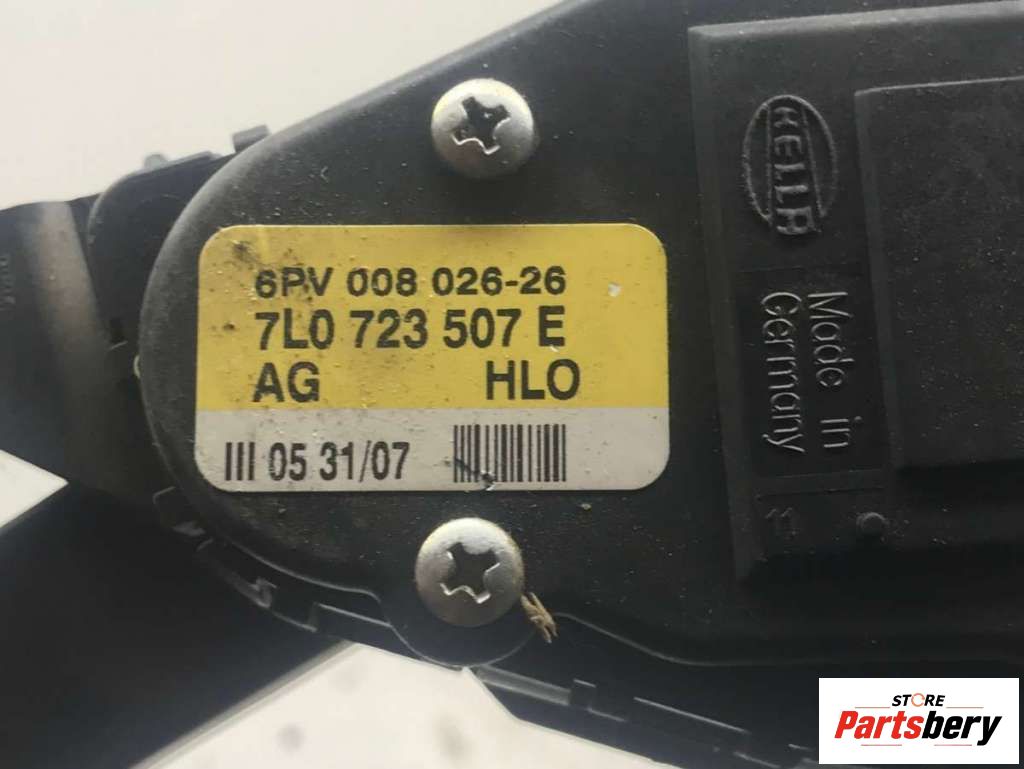 6PV 008 026-26
7L0 723 507 E
AG HLO
III 05 31/07
HELLA
Made in
Germany
STORE
Partsbery